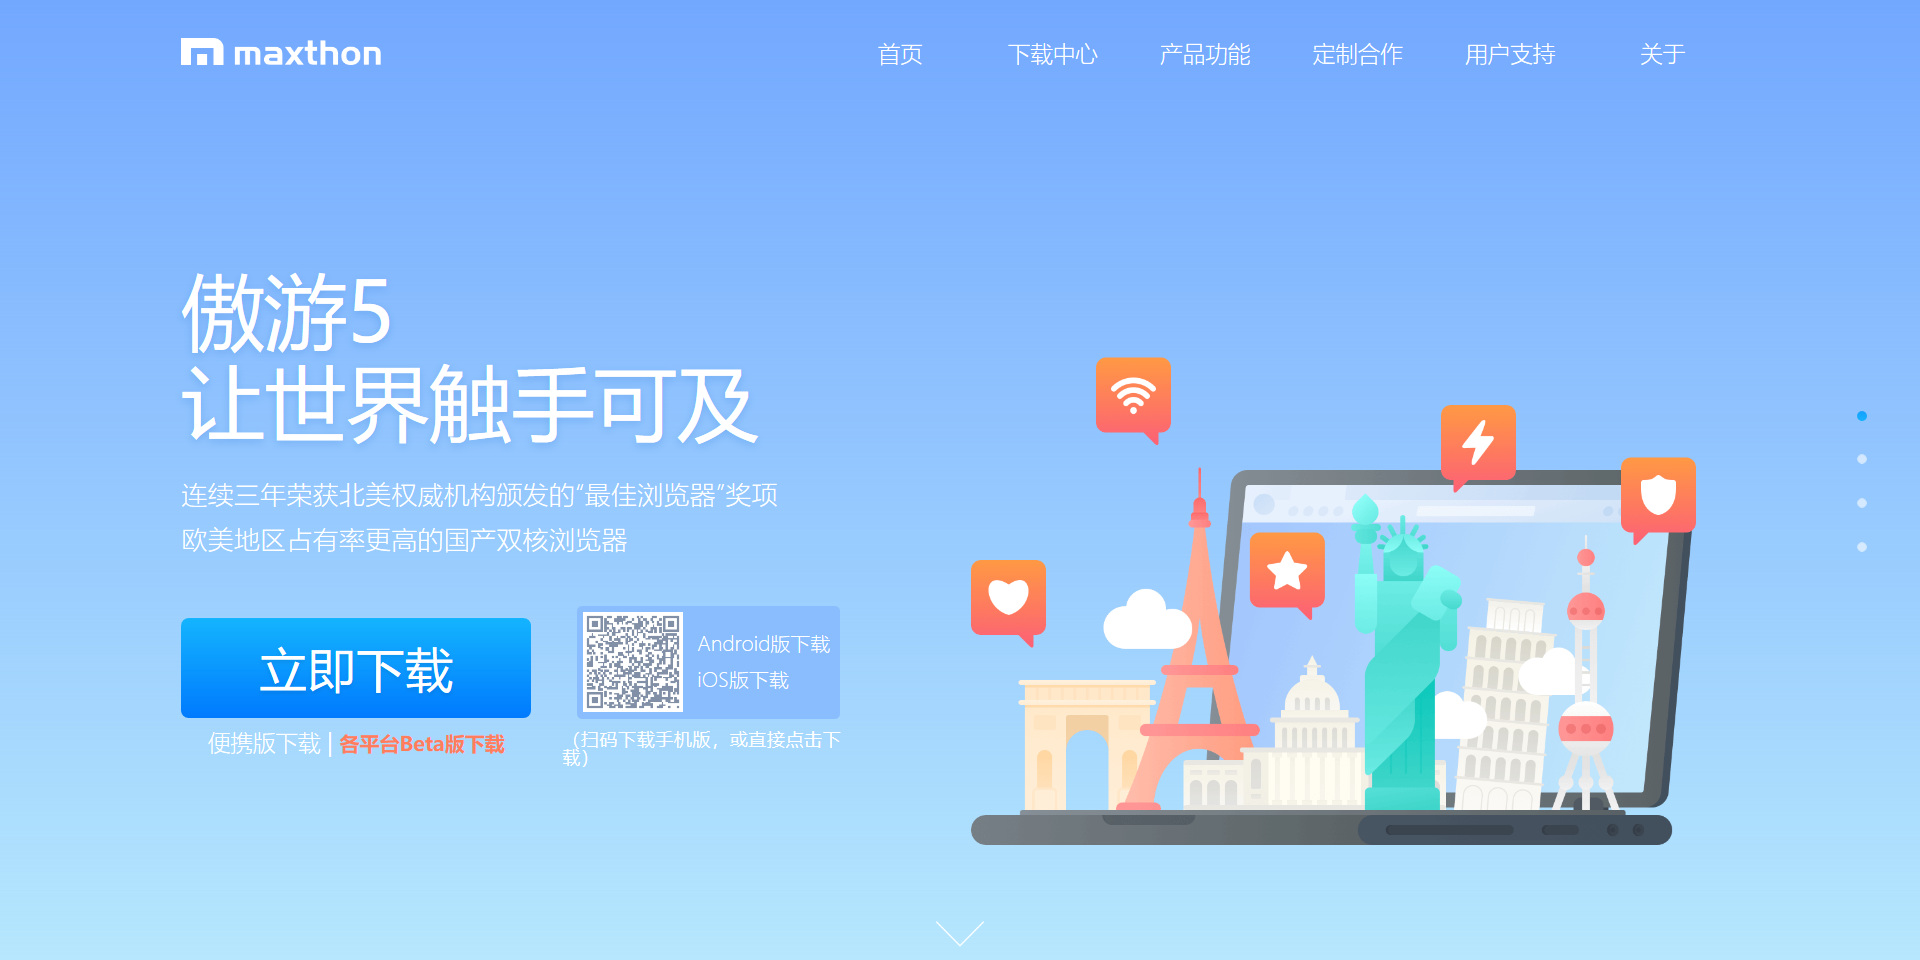 maxthon
首页
下载中心
产品功能
定制合作
用户支持
关于
傲游5
让世界触手可及
连续三年荣获北美权威机构颁发的“最佳浏览器”奖项
欧美地区占有率更高的国产双核浏览器
立即下载
便携版下载 | 各平台Beta版下载
Android版下载
iOS版下载
（扫码下载手机版，或直接点击下
载）